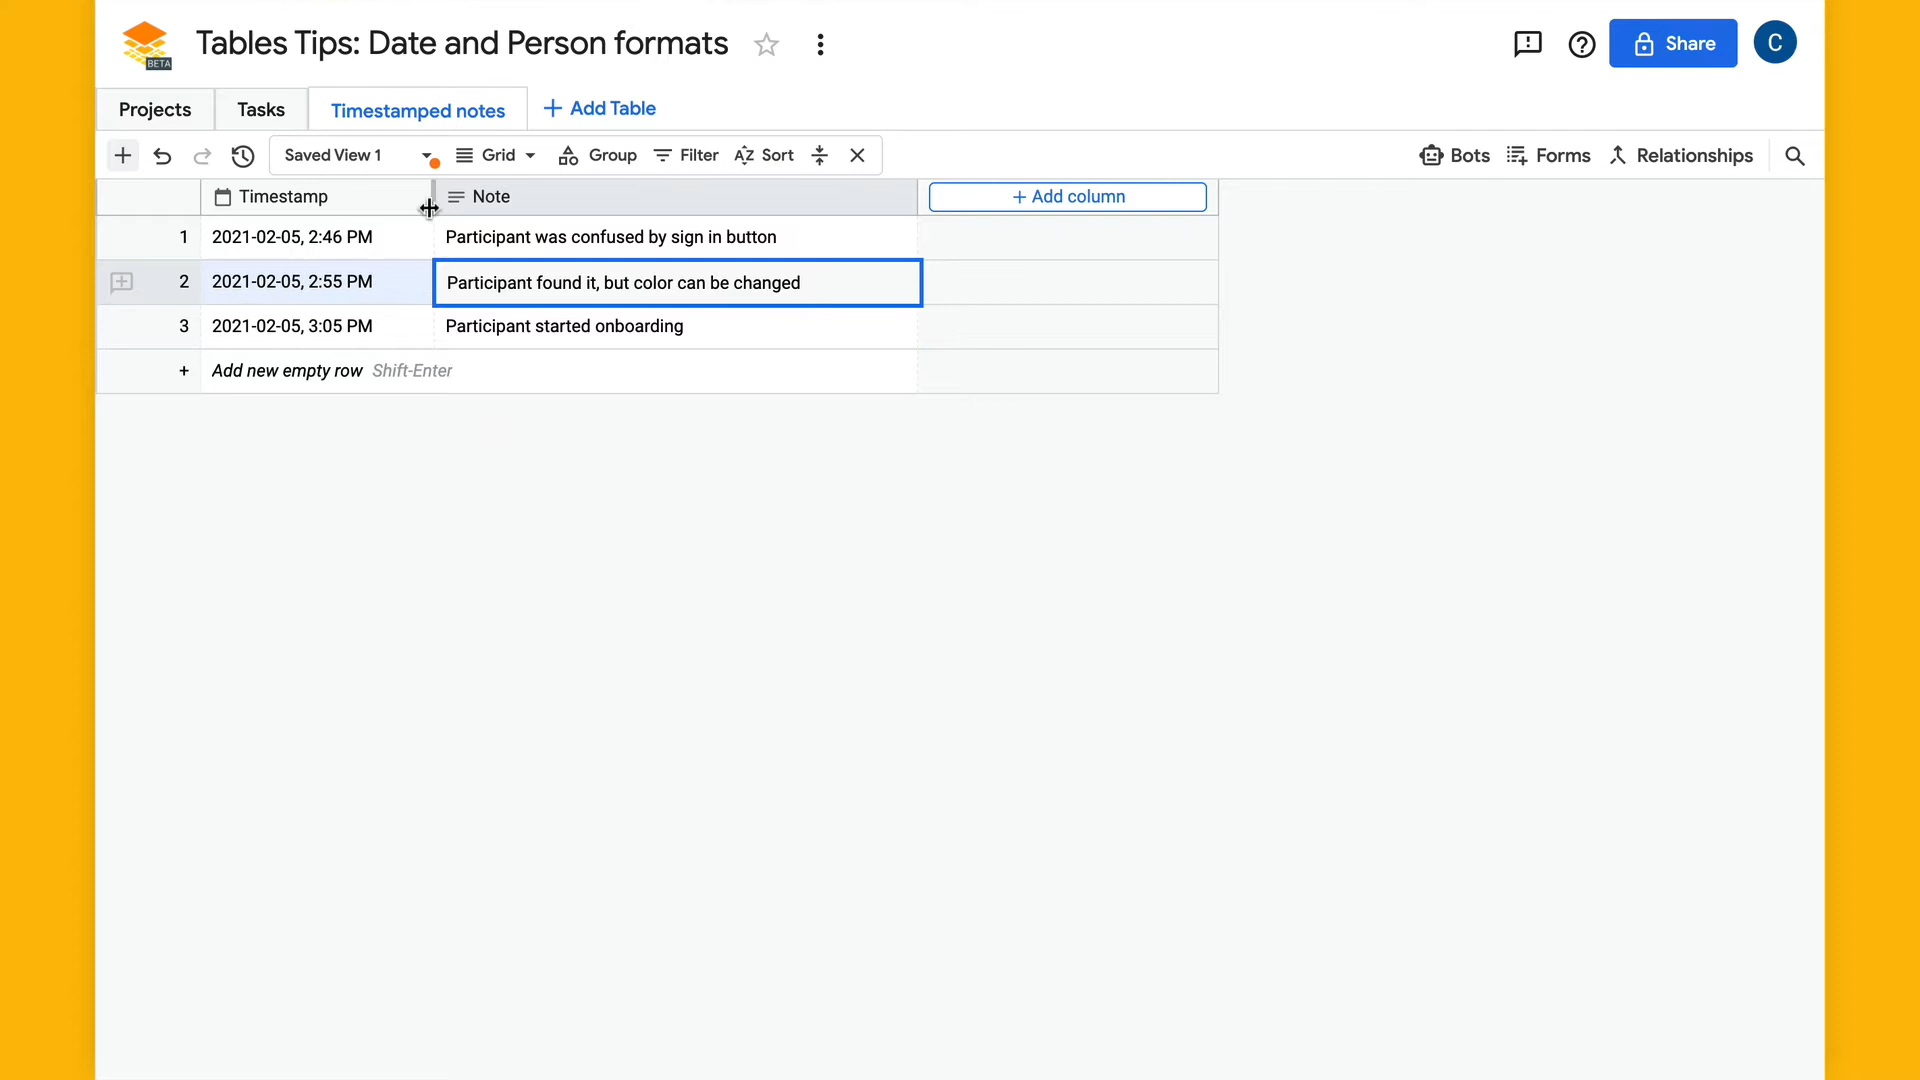 BETA
Tables Tips: Date and Person formats
Share
C
Projects
Tasks
Timestamped notes
+ Add Table
Saved View 1
Grid
Group
Filter
Sort
Bots
Forms
Relationships
Timestamp
Note
+ Add column
1 2021-02-05, 2:46 PM Participant was confused by sign in button
2 2021-02-05, 2:55 PM Participant found it, but color can be changed
3 2021-02-05, 3:05 PM Participant started onboarding
+ Add new empty row Shift-Enter